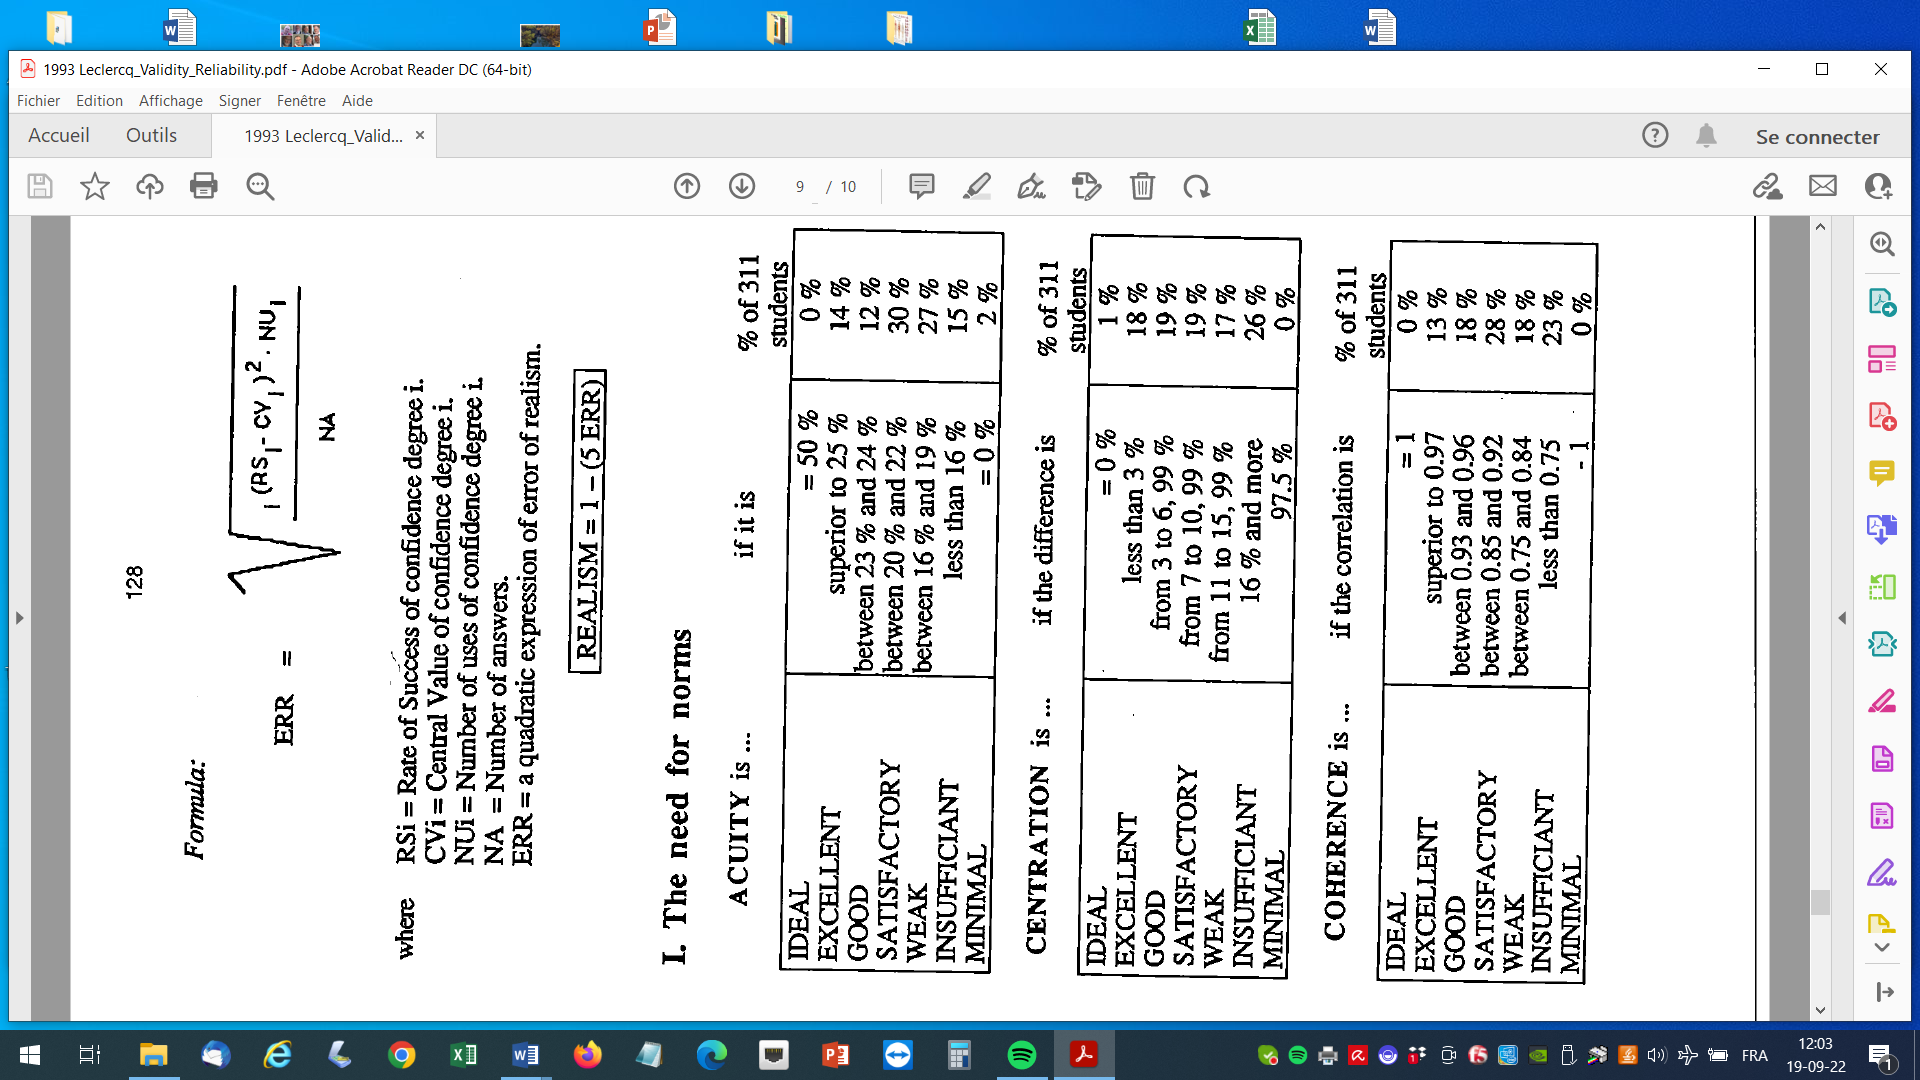 1993 Leclercq_Validity_Reliability.pdf - Adobe Acrobat Reader DC (64-bit)
Fichier Edition Affichage Signer Fenêtre Aide
Accueil Outils 1993 Leclercq_Valid... × Se connecter
9 / 10
128
Formula:
ERR = √ (RSi - CVi)² . NUi
NA
where RSi = Rate of Success of confidence degree i.
CVi = Central Value of confidence degree i.
NUi = Number of uses of confidence degree i.
NA = Number of answers.
ERR = a quadratic expression of error of realism.
REALISM = 1 – (5 ERR)
I. The need for norms
ACUITY is ... if it is % of 311 students
IDEAL = 50 % 0 %
EXCELLENT superior to 25 % 14 %
GOOD between 23 % and 24 % 12 %
SATISFACTORY between 20 % and 22 % 30 %
WEAK between 16 % and 19 % 27 %
INSUFFICIANT less than 16 % 15 %
MINIMAL = 0 % 2 %
CENTRATION is ... if the difference is % of 311 students
IDEAL = 0 % 1 %
EXCELLENT less than 3 % 18 %
GOOD from 3 to 6, 99 % 19 %
SATISFACTORY from 7 to 10, 99 % 19 %
WEAK from 11 to 15, 99 % 17 %
INSUFFICIANT 16 % and more 26 %
MINIMAL 97.5 % 0 %
COHERENCE is ... if the correlation is % of 311 students
IDEAL = 1 0 %
EXCELLENT superior to 0.97 13 %
GOOD between 0.93 and 0.96 18 %
SATISFACTORY between 0.85 and 0.92 28 %
WEAK between 0.75 and 0.84 18 %
INSUFFICIANT less than 0.75 23 %
MINIMAL - 1 0 %
FRA
12:03
19-09-22
1